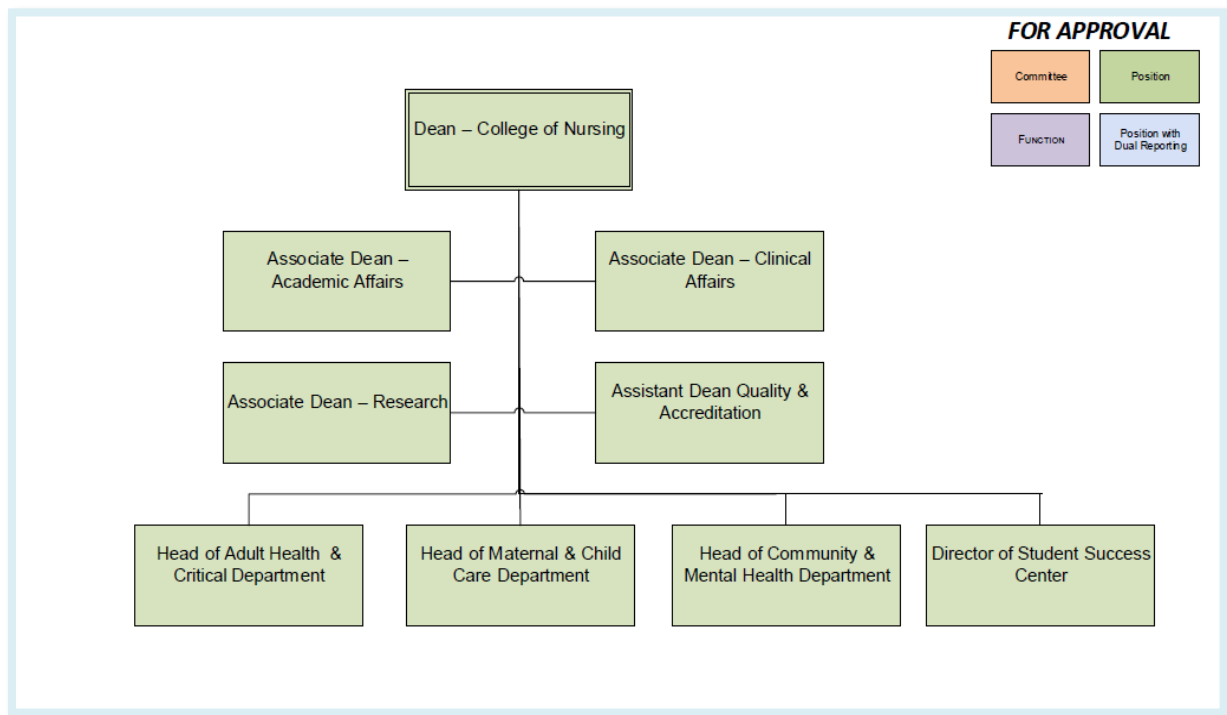 FOR APPROVAL
Committee
Position
FUNCTION
Position with
Dual Reporting
Dean – College of Nursing
Associate Dean –
Academic Affairs
Associate Dean – Clinical
Affairs
Associate Dean – Research
Assistant Dean Quality &
Accreditation
Head of Adult Health  &
Critical Department
Head of Maternal & Child
Care Department
Head of Community &
Mental Health Department
Director of Student Success
Center